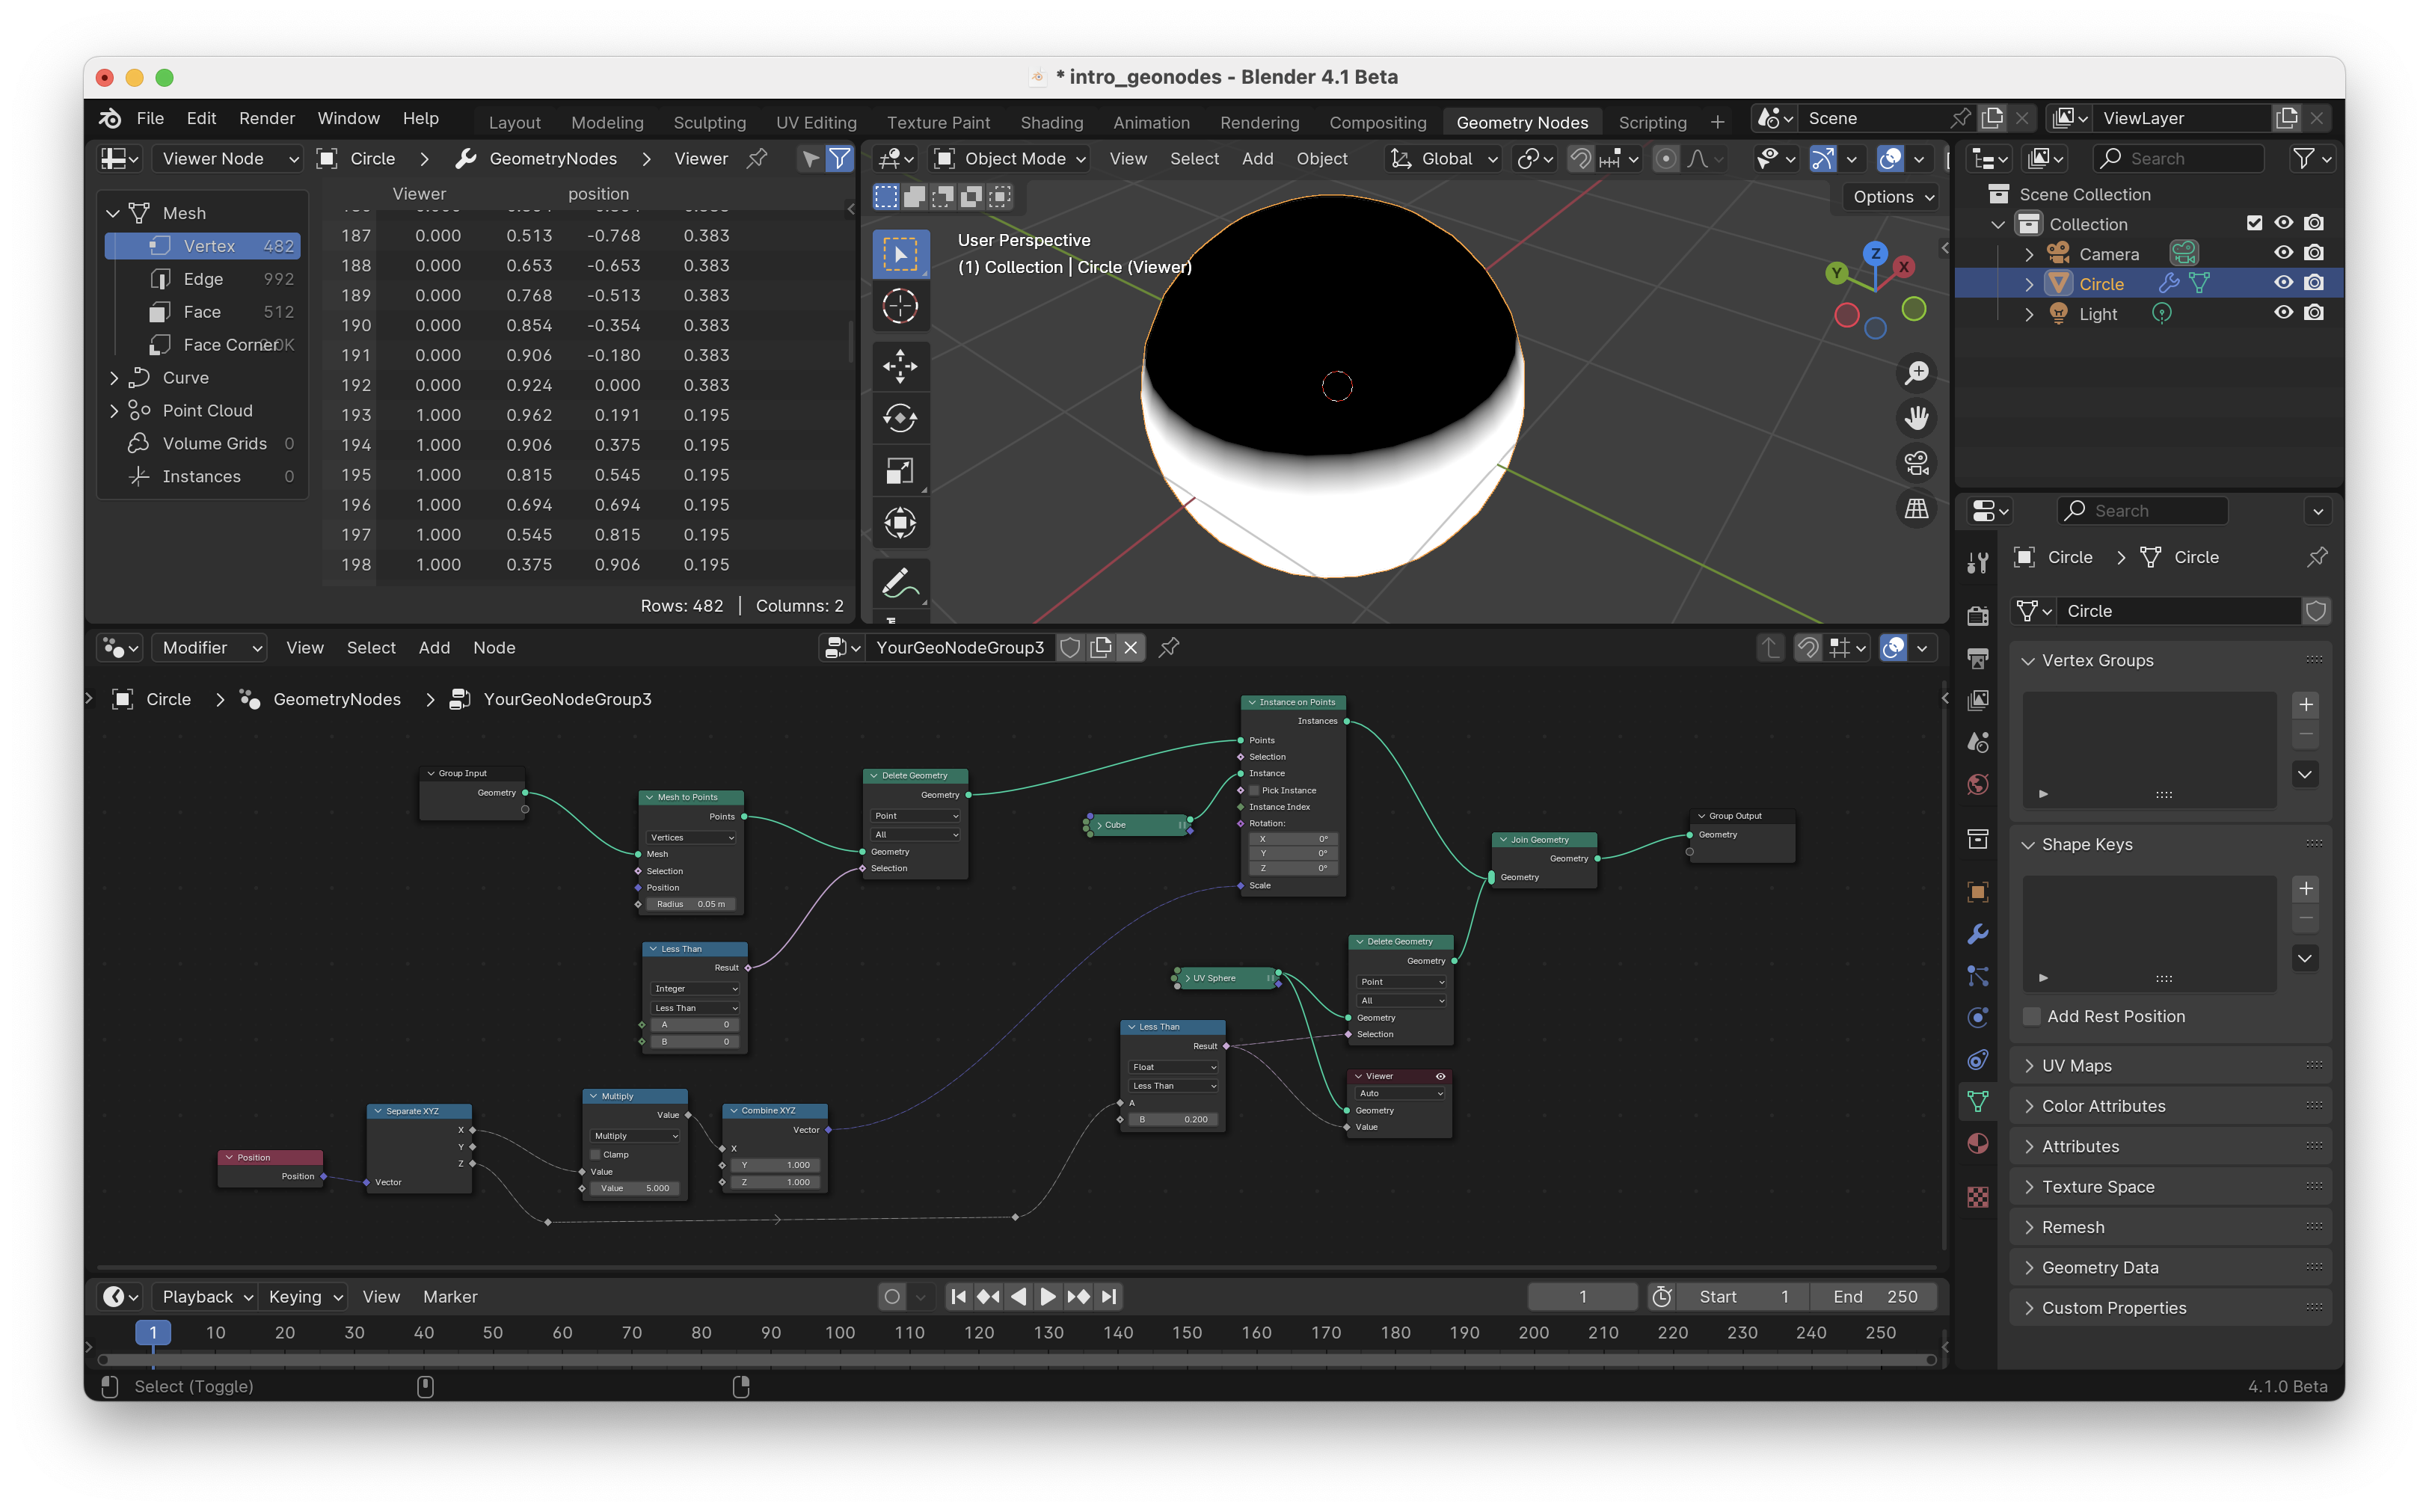 * intro_geonodes - Blender 4.1 Beta
File Edit Render Window Help
Layout Modeling Sculpting UV Editing Texture Paint Shading Animation Rendering Compositing Geometry Nodes Scripting +
Scene
ViewLayer
Viewer Node Circle > GeometryNodes > Viewer
Object Mode View Select Add Object Global
Search
Options
Viewer position
Mesh
Vertex 482
Edge 992
Face 512
Face Corner
Curve
Point Cloud
Volume Grids 0
Instances 0
187 0.000 0.513 -0.768 0.383
188 0.000 0.653 -0.653 0.383
189 0.000 0.768 -0.513 0.383
190 0.000 0.854 -0.354 0.383
191 0.000 0.906 -0.180 0.383
192 0.000 0.924 0.000 0.383
193 1.000 0.962 0.191 0.195
194 1.000 0.906 0.375 0.195
195 1.000 0.815 0.545 0.195
196 1.000 0.694 0.694 0.195
197 1.000 0.545 0.815 0.195
198 1.000 0.375 0.906 0.195
Rows: 482 | Columns: 2
User Perspective
(1) Collection | Circle (Viewer)
Z
X
Y
Scene Collection
Collection
Camera
Circle
Light
Search
Circle > Circle
Circle
Vertex Groups
Shape Keys
Add Rest Position
UV Maps
Color Attributes
Attributes
Texture Space
Remesh
Geometry Data
Custom Properties
Modifier View Select Add Node
YourGeoNodeGroup3
Circle > GeometryNodes > YourGeoNodeGroup3
Group Input
Geometry
Mesh to Points
Points
Vertices
Mesh
Selection
Position
Radius 0.05 m
Less Than
Result
Integer
Less Than
A 0
B 0
Delete Geometry
Geometry
Point
All
Geometry
Selection
Instance on Points
Instances
Points
Selection
Instance
Pick Instance
Instance Index
Rotation:
X 0°
Y 0°
Z 0°
Scale
Cube
Join Geometry
Geometry
Geometry
Group Output
Geometry
Delete Geometry
Geometry
Point
All
Geometry
Selection
UV Sphere
Less Than
Result
Float
Less Than
A
B 0.200
Viewer
Auto
Geometry
Value
Position
Position
Separate XYZ
X
Y
Z
Vector
Multiply
Value
Multiply
Clamp
Value
Value 5.000
Combine XYZ
Vector
X
Y 1.000
Z 1.000
Playback Keying View Marker
1
Start 1
End 250
1 10 20 30 40 50 60 70 80 90 100 110 120 130 140 150 160 170 180 190 200 210 220 230 240 250
Select (Toggle)
4.1.0 Beta